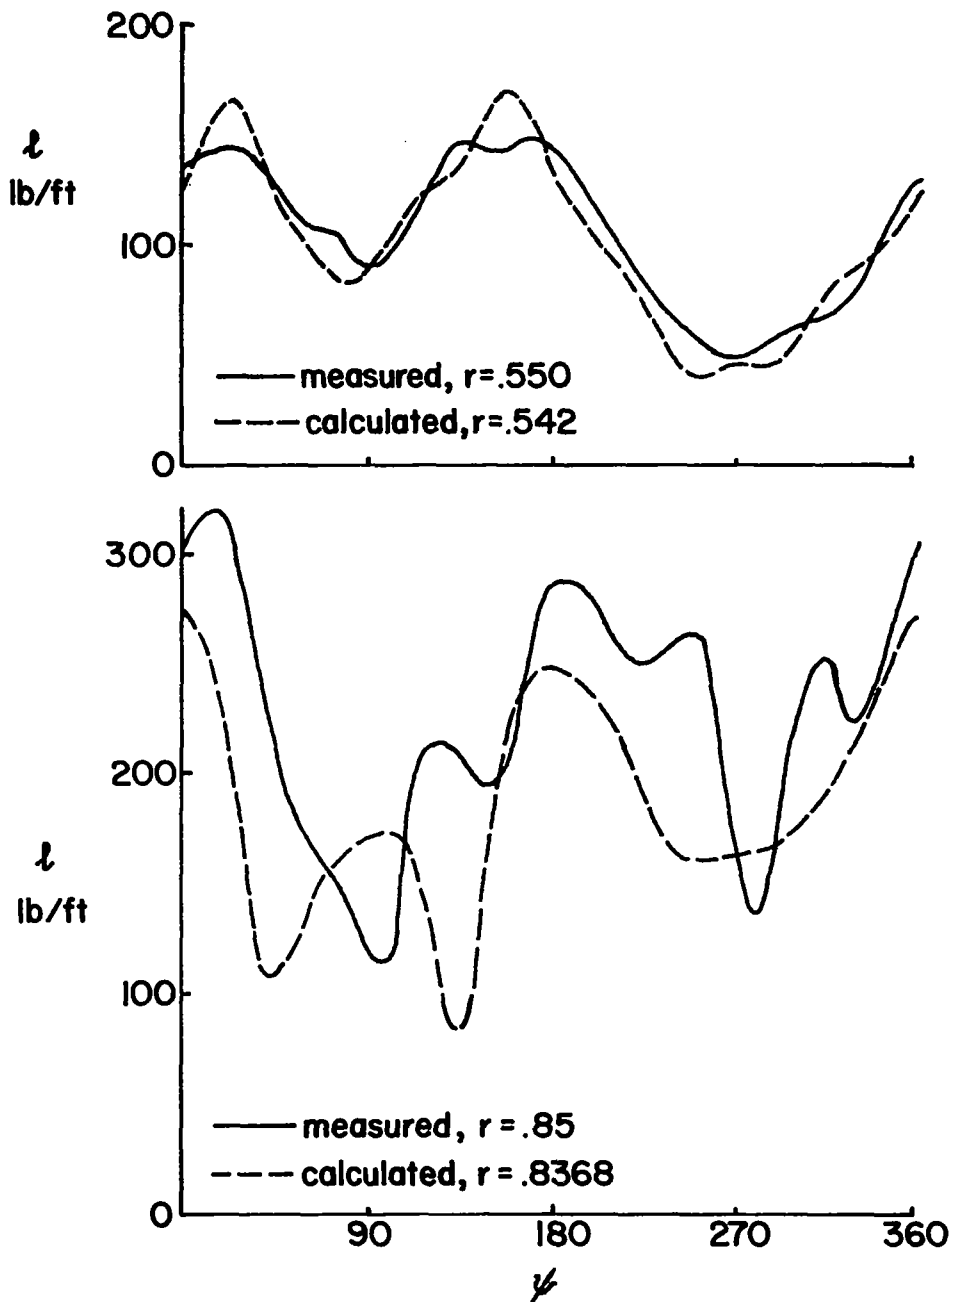 200
ℓ
lb/ft
100
measured, r=.550
calculated, r=.542
0
300
200
ℓ
lb/ft
100
measured, r=.85
calculated, r=.8368
0
90 180 270 360
ψ